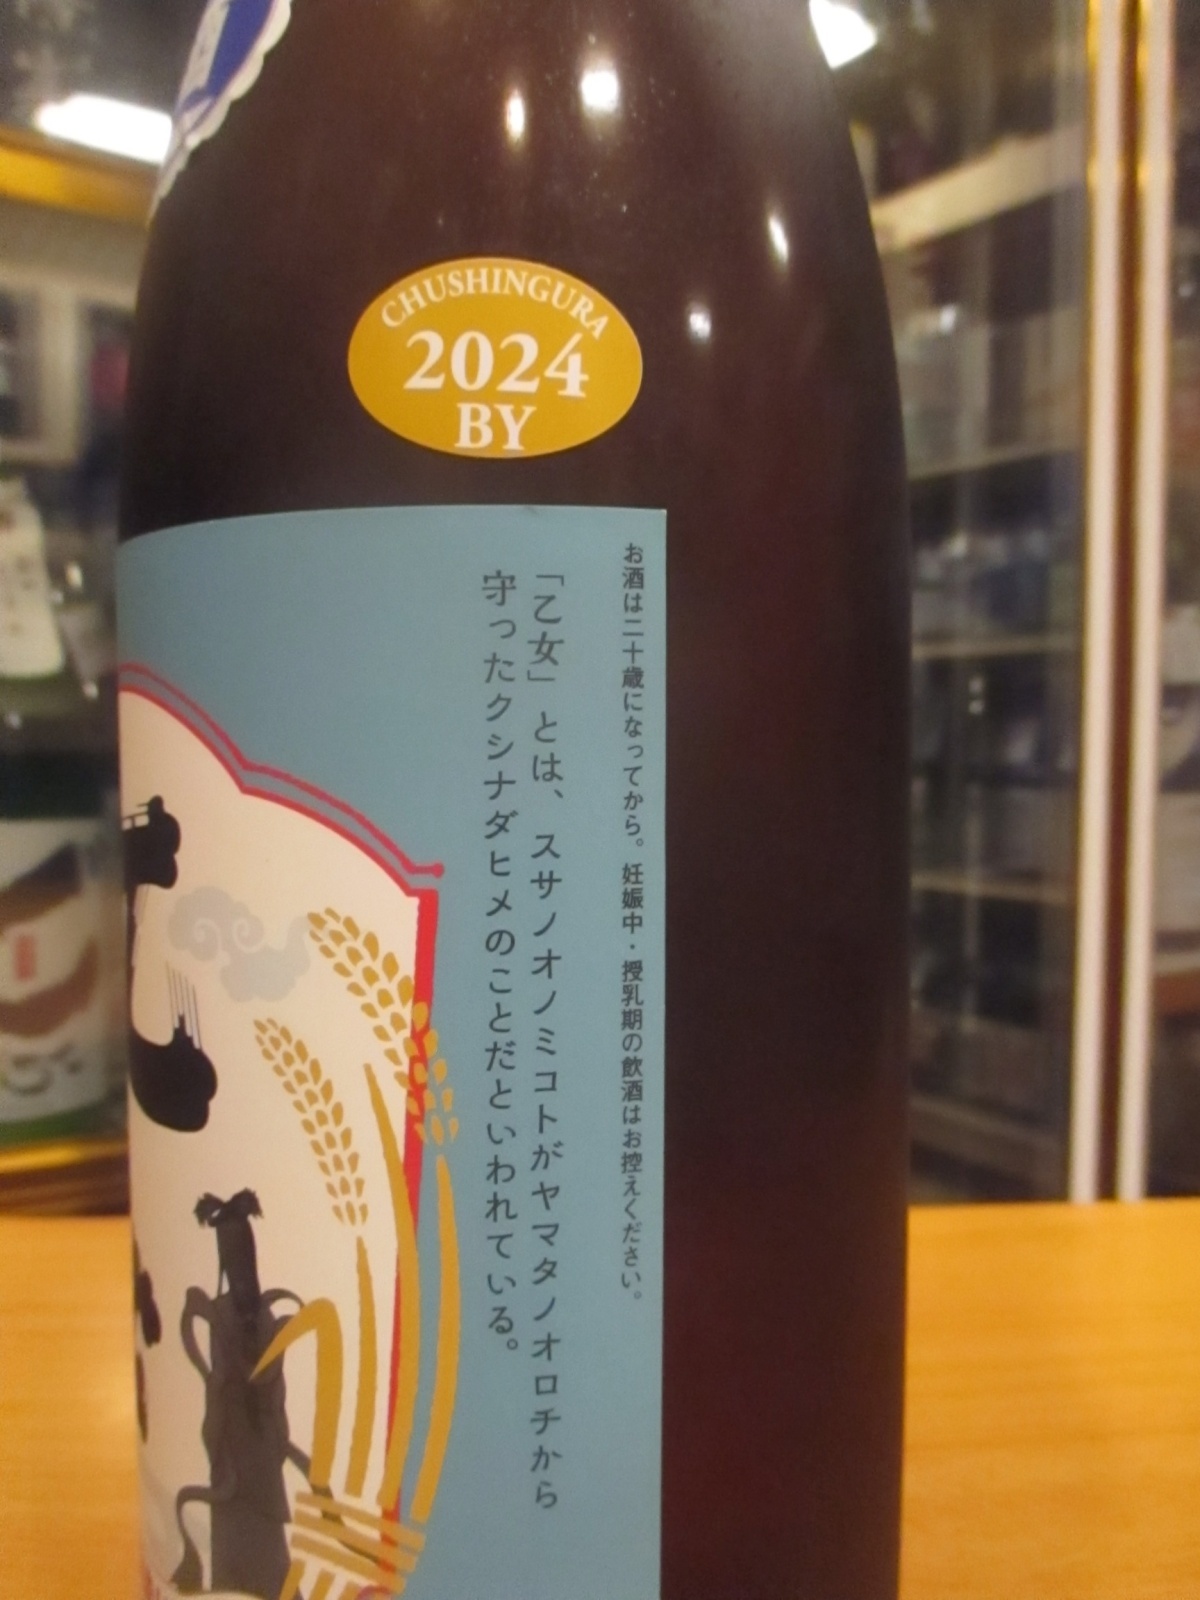 CHUSHINGURA
2024
BY
お酒は二十歳になってから。妊娠中・授乳期の飲酒はお控えください。
「乙女」とは、スサノオノミコトがヤマタノオロチから
守ったクシナダヒメのことだといわれている。